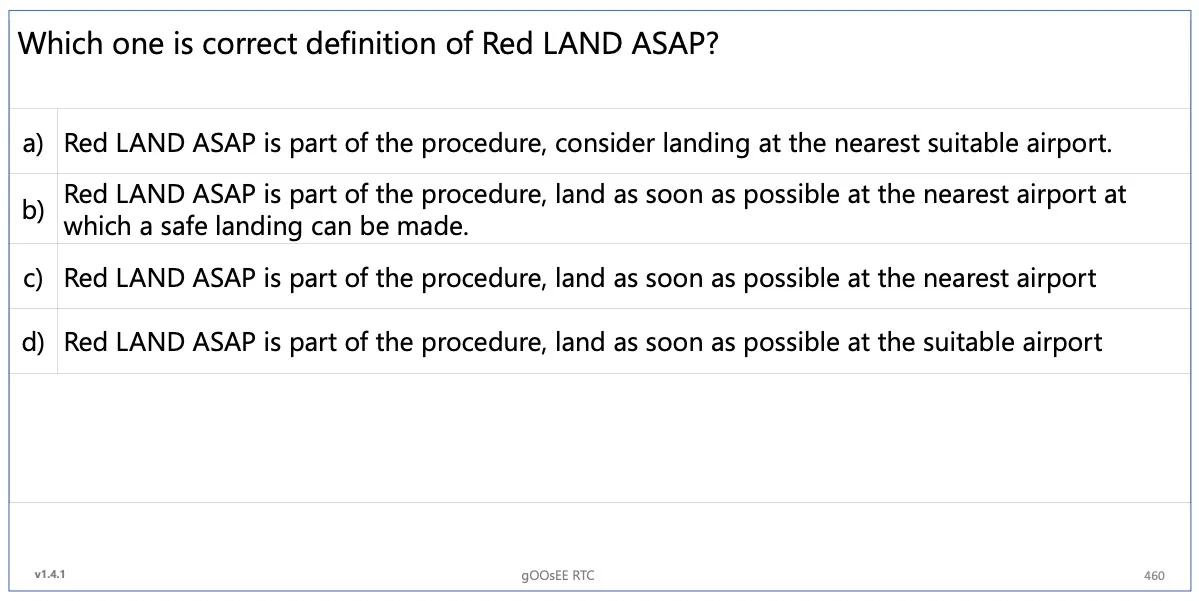 Which one is correct definition of Red LAND ASAP?
a) Red LAND ASAP is part of the procedure, consider landing at the nearest suitable airport.
b) Red LAND ASAP is part of the procedure, land as soon as possible at the nearest airport at
which a safe landing can be made.
c) Red LAND ASAP is part of the procedure, land as soon as possible at the nearest airport
d) Red LAND ASAP is part of the procedure, land as soon as possible at the suitable airport
v1.4.1 gOOsEE RTC 460